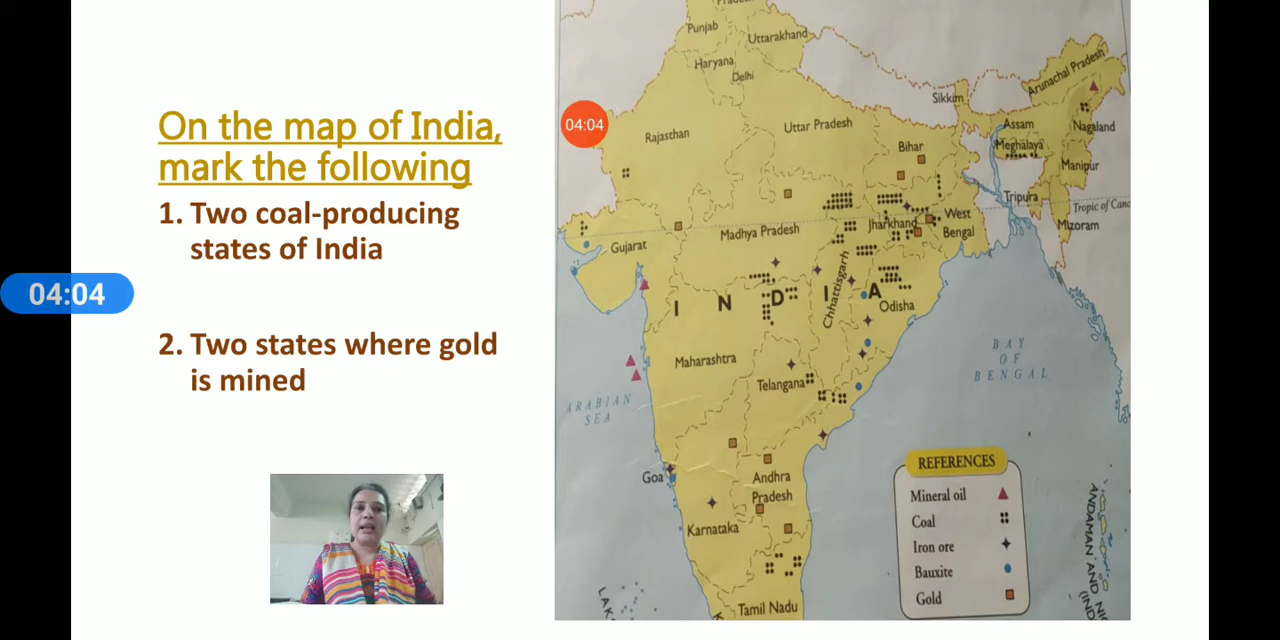 On the map of India,
mark the following
1. Two coal-producing
states of India
04:04
2. Two states where gold
is mined
04:04
Punjab
Uttarakhand
Haryana
Delhi
Rajasthan
Uttar Pradesh
Bihar
Sikkim
Arunachal Pradesh
Assam
Nagaland
Meghalaya
Manipur
Tripura
Mizoram
Tropic of Canc
Gujarat
Madhya Pradesh
Jharkhand
West
Bengal
Chhattisgarh
Odisha
I N D I A
Maharashtra
Telangana
ARABIAN
SEA
BAY
OF
BENGAL
Goa
Andhra
Pradesh
Karnataka
Tamil Nadu
REFERENCES
Mineral oil
Coal
Iron ore
Bauxite
Gold
ANDAMAN AND NI
(IND
LAK